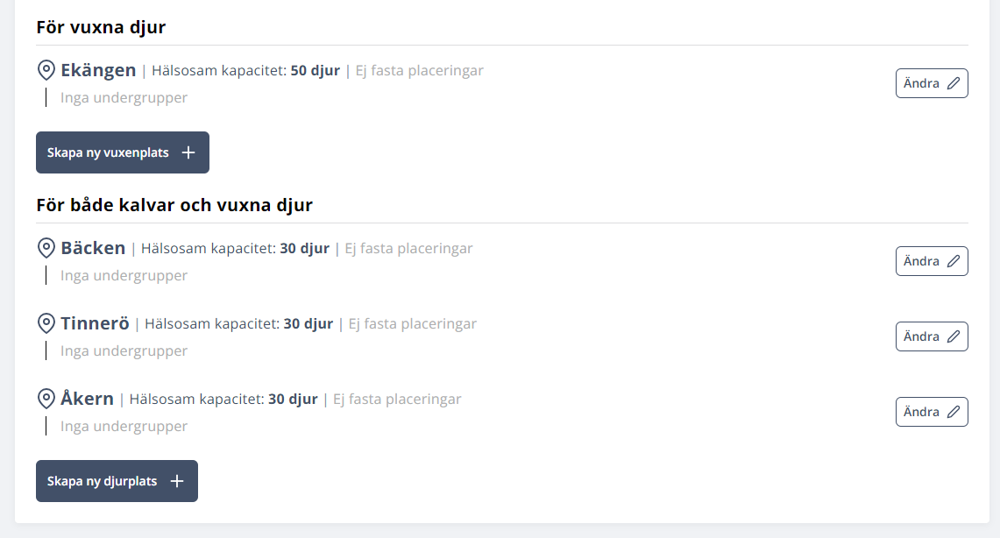 För vuxna djur
Ekängen | Hälsosam kapacitet: 50 djur | Ej fasta placeringar
Ändra
Inga undergrupper
Skapa ny vuxenplats
För både kalvar och vuxna djur
Bäcken | Hälsosam kapacitet: 30 djur | Ej fasta placeringar
Ändra
Inga undergrupper
Tinnerö | Hälsosam kapacitet: 30 djur | Ej fasta placeringar
Ändra
Inga undergrupper
Åkern | Hälsosam kapacitet: 30 djur | Ej fasta placeringar
Ändra
Inga undergrupper
Skapa ny djurplats